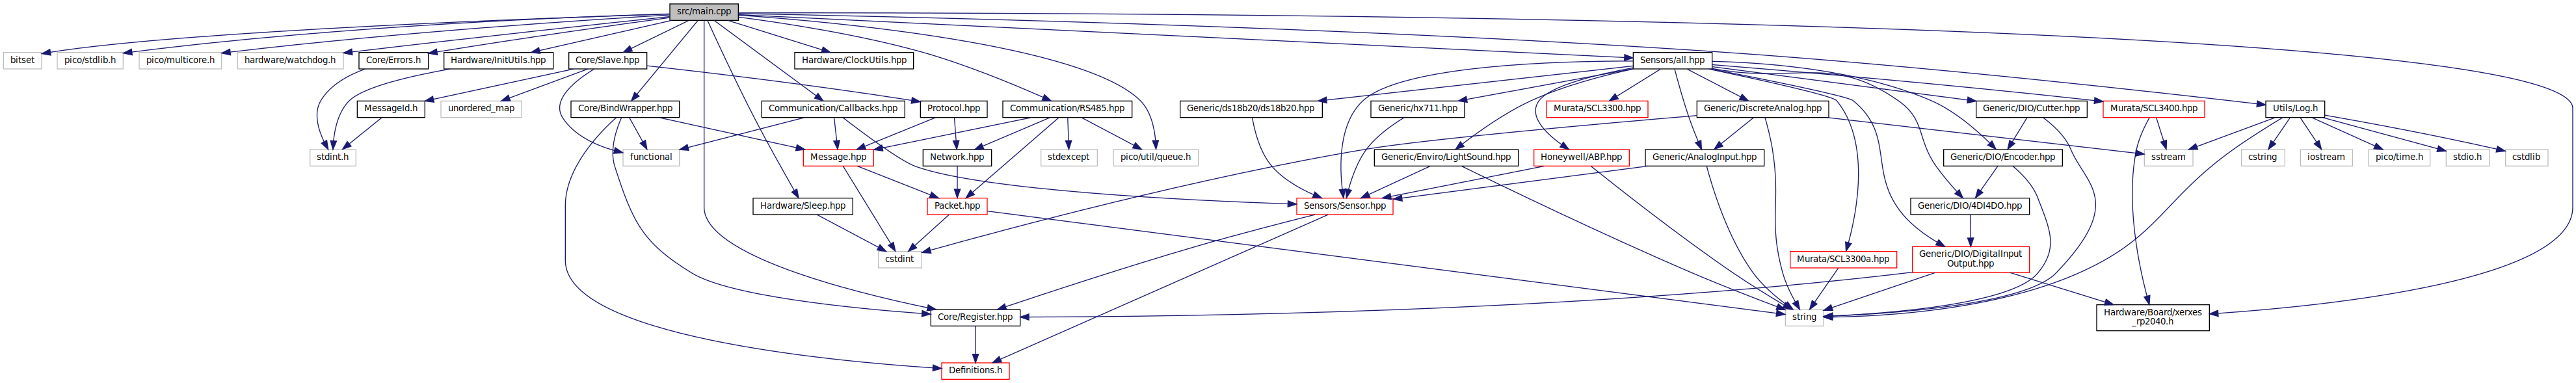 src/main.cpp
bitset
pico/stdlib.h
pico/multicore.h
hardware/watchdog.h
Core/Errors.h
Hardware/InitUtils.hpp
Core/Slave.hpp
Hardware/ClockUtils.hpp
Sensors/all.hpp
MessageId.h
unordered_map
Core/BindWrapper.hpp
Communication/Callbacks.hpp
Protocol.hpp
Communication/RS485.hpp
Generic/ds18b20/ds18b20.hpp
Generic/hx711.hpp
Murata/SCL3300.hpp
Generic/DiscreteAnalog.hpp
Generic/DIO/Cutter.hpp
Murata/SCL3400.hpp
Utils/Log.h
stdint.h
functional
Message.hpp
Network.hpp
stdexcept
pico/util/queue.h
Generic/Enviro/LightSound.hpp
Honeywell/ABP.hpp
Generic/AnalogInput.hpp
Generic/DIO/Encoder.hpp
sstream
cstring
iostream
pico/time.h
stdio.h
cstdlib
Hardware/Sleep.hpp
Packet.hpp
Sensors/Sensor.hpp
Generic/DIO/4DI4DO.hpp
cstdint
Murata/SCL3300a.hpp
Generic/DIO/DigitalInput
Output.hpp
Core/Register.hpp
string
Hardware/Board/xerxes
_rp2040.h
Definitions.h